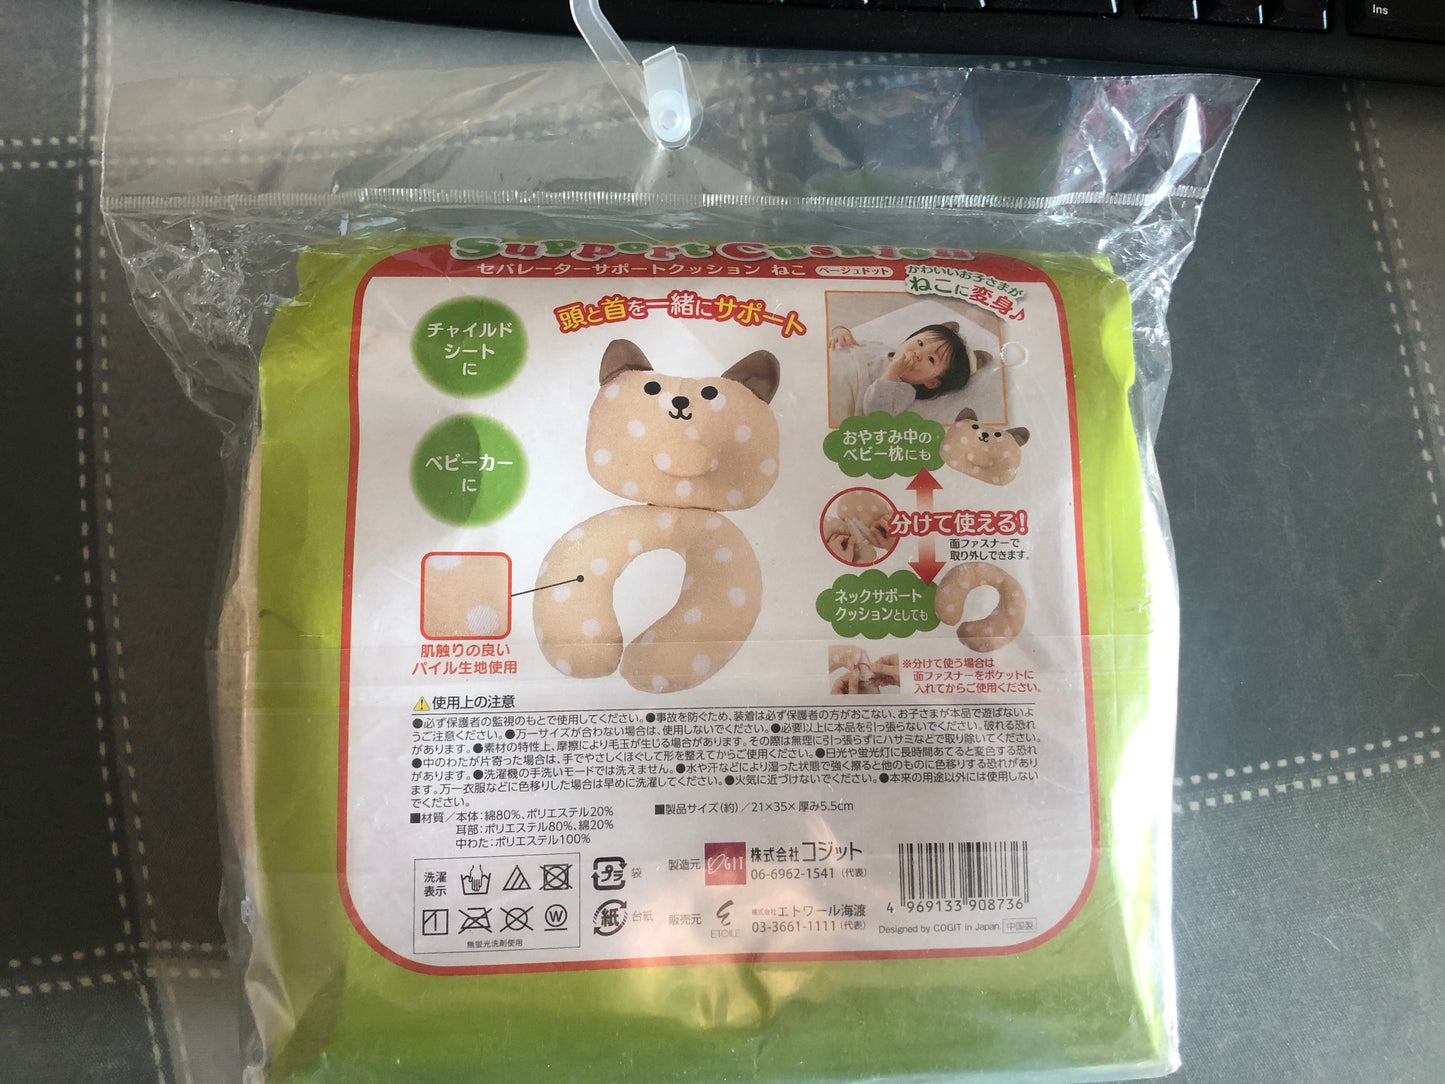 Ins
Support Cushion
セパレーターサポートクッション ねこ ベージュドット
かわいいお子さまが
ねこに変身♪
頭と首を一緒にサポート
チャイルド
シート
に
ベビーカー
に
肌触りの良い
パイル生地使用
おやすみ中の
ベビー枕にも
分けて使える!
面ファスナーで
取り外しできます。
ネックサポート
クッションとしても
※分けて使う場合は
面ファスナーをポケットに
入れてからご使用ください。
使用上の注意
●必ず保護者の監視のもとで使用してください。●事故を防ぐため、装着は必ず保護者の方がおこない、お子さまが本品で遊ばないよ
うご注意ください。●万一サイズが合わない場合は、使用しないでください。●必要以上に本品を引っ張らないでください。破れる恐れ
があります。●素材の特性上、摩擦により毛玉が生じる場合があります。その際は無理に引っ張らずにハサミなどで取り除いてください。
●中のわたが片寄った場合は、手でやさしくほぐして形を整えてからご使用ください。●日光や蛍光灯に長時間あてると変色する恐れ
があります。●洗濯機の手洗いモードでは洗えません。●水や汗などにより湿った状態で強く擦ると他のものに色移りする恐れがあり
ます。万一衣服などに色移りした場合は早めに洗濯してください。●火気に近づけないでください。●本来の用途以外には使用しない
でください。
■材質／本体:綿80%、ポリエステル20%
耳部:ポリエステル80%、綿20%
中わた:ポリエステル100%
■製品サイズ(約)／21×35×厚み5.5cm
洗濯
表示
W
無蛍光洗剤使用
プラ 袋
紙 台紙
製造元 COGIT 株式会社コジット
06-6962-1541(代表)
販売元 ETOILE 株式会社エトワール海渡
03-3661-1111(代表)
4 969133 908736
Designed by COGIT in Japan. 中国製